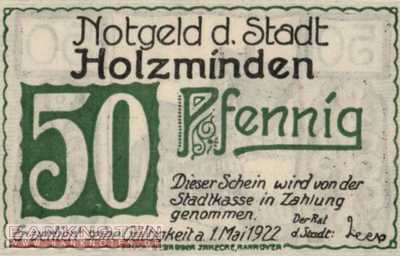 Notgeld d. Stadt
Holzminden
50 Pfennig
Dieser Schein wird von der
Stadtkasse in Zahlung
genommen.
Der Rat
d. Stadt:
a. 1. Mai 1922
BANKNOTEN